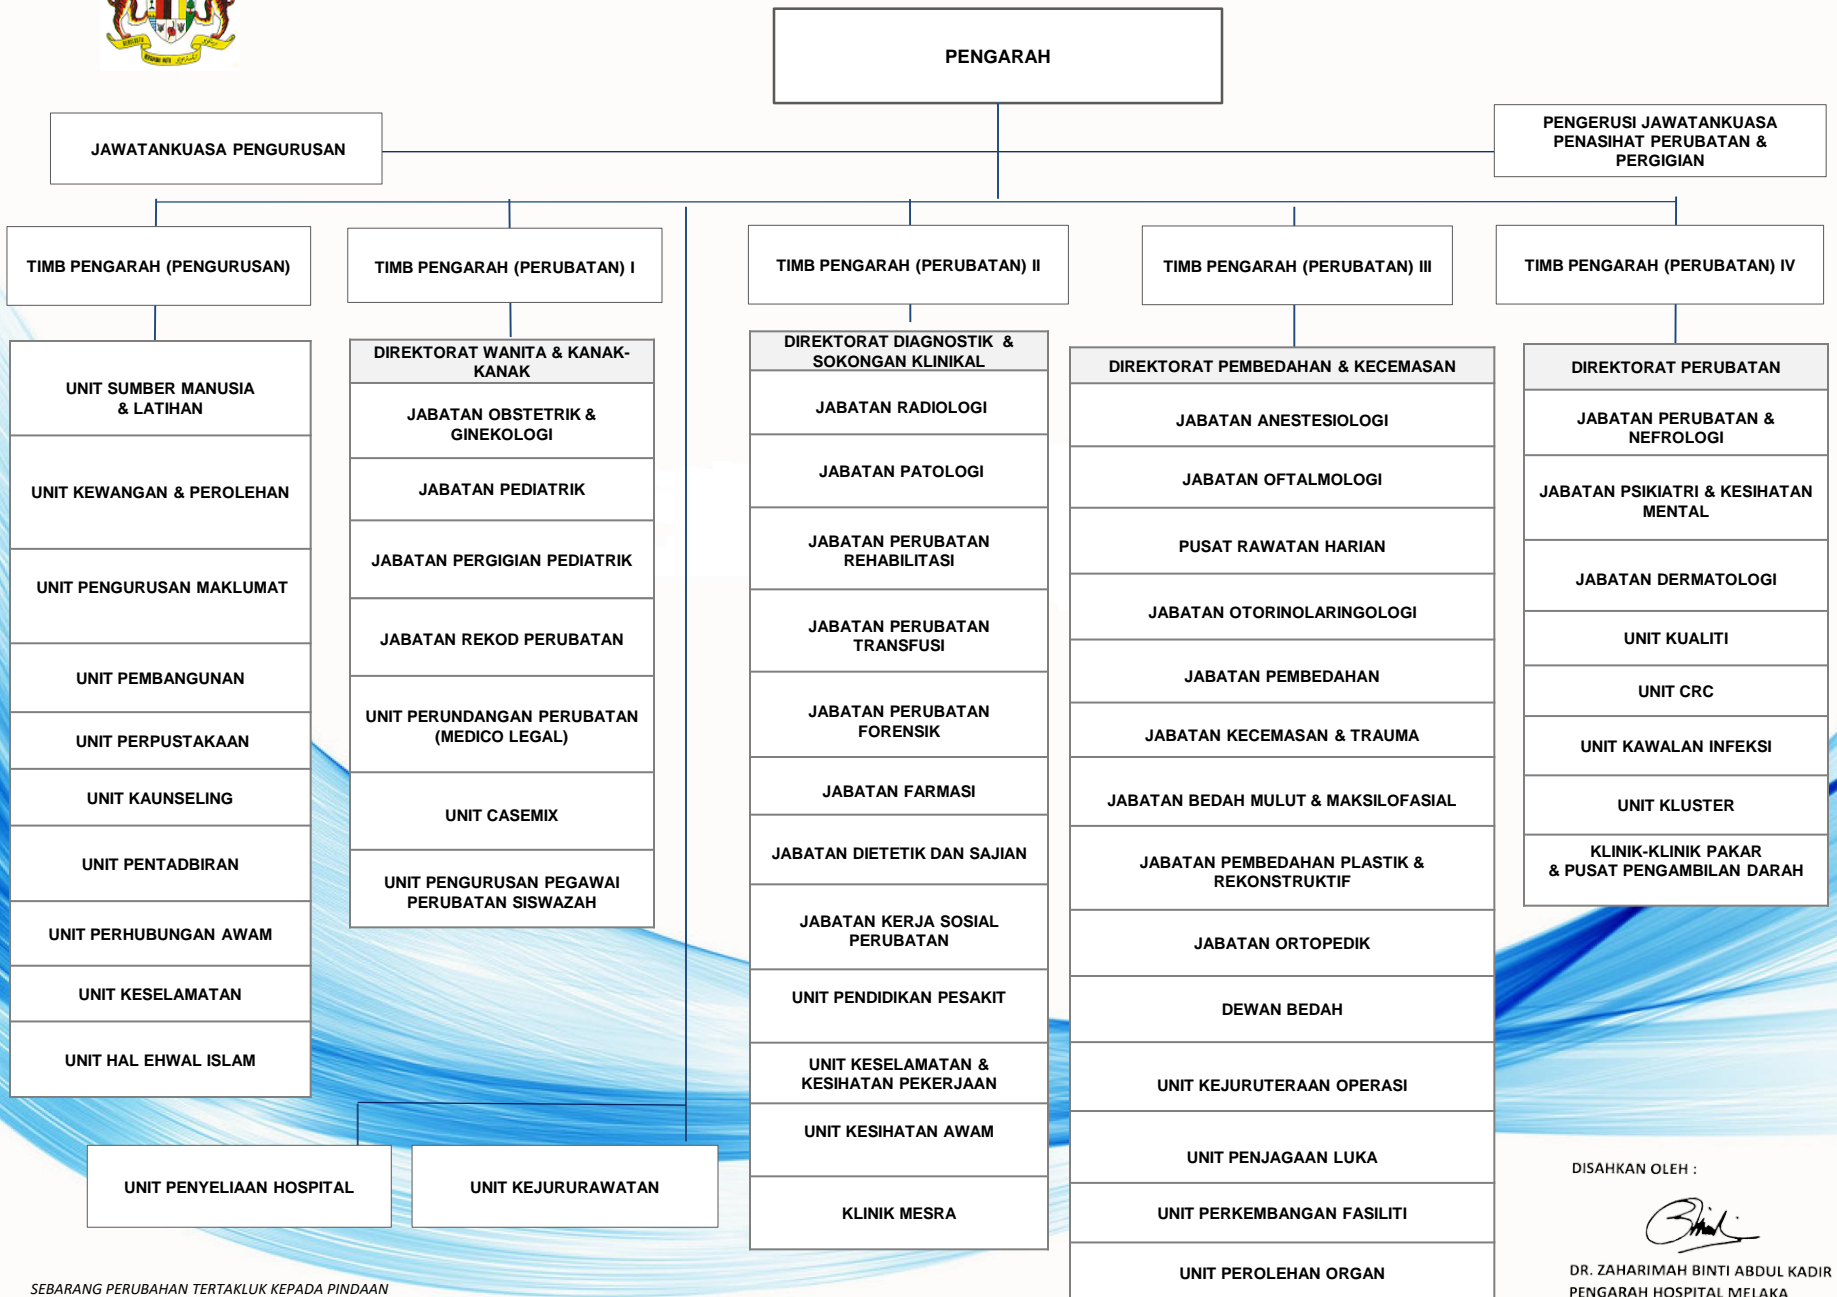 PENGARAH
JAWATANKUASA PENGURUSAN
PENGERUSI JAWATANKUASA
PENASIHAT PERUBATAN &
PERGIGIAN
TIMB PENGARAH (PENGURUSAN)
TIMB PENGARAH (PERUBATAN) I
TIMB PENGARAH (PERUBATAN) II
TIMB PENGARAH (PERUBATAN) III
TIMB PENGARAH (PERUBATAN) IV
UNIT SUMBER MANUSIA
& LATIHAN
UNIT KEWANGAN & PEROLEHAN
UNIT PENGURUSAN MAKLUMAT
UNIT PEMBANGUNAN
UNIT PERPUSTAKAAN
UNIT KAUNSELING
UNIT PENTADBIRAN
UNIT PERHUBUNGAN AWAM
UNIT KESELAMATAN
UNIT HAL EHWAL ISLAM
DIREKTORAT WANITA & KANAK-
KANAK
JABATAN OBSTETRIK &
GINEKOLOGI
JABATAN PEDIATRIK
JABATAN PERGIGIAN PEDIATRIK
JABATAN REKOD PERUBATAN
UNIT PERUNDANGAN PERUBATAN
(MEDICO LEGAL)
UNIT CASEMIX
UNIT PENGURUSAN PEGAWAI
PERUBATAN SISWAZAH
DIREKTORAT DIAGNOSTIK &
SOKONGAN KLINIKAL
JABATAN RADIOLOGI
JABATAN PATOLOGI
JABATAN PERUBATAN
REHABILITASI
JABATAN PERUBATAN
TRANSFUSI
JABATAN PERUBATAN
FORENSIK
JABATAN FARMASI
JABATAN DIETETIK DAN SAJIAN
JABATAN KERJA SOSIAL
PERUBATAN
UNIT PENDIDIKAN PESAKIT
UNIT KESELAMATAN &
KESIHATAN PEKERJAAN
UNIT KESIHATAN AWAM
KLINIK MESRA
DIREKTORAT PEMBEDAHAN & KECEMASAN
JABATAN ANESTESIOLOGI
JABATAN OFTALMOLOGI
PUSAT RAWATAN HARIAN
JABATAN OTORINOLARINGOLOGI
JABATAN PEMBEDAHAN
JABATAN KECEMASAN & TRAUMA
JABATAN BEDAH MULUT & MAKSILOFASIAL
JABATAN PEMBEDAHAN PLASTIK &
REKONSTRUKTIF
JABATAN ORTOPEDIK
DEWAN BEDAH
UNIT KEJURUTERAAN OPERASI
UNIT PENJAGAAN LUKA
UNIT PERKEMBANGAN FASILITI
UNIT PEROLEHAN ORGAN
DIREKTORAT PERUBATAN
JABATAN PERUBATAN &
NEFROLOGI
JABATAN PSIKIATRI & KESIHATAN
MENTAL
JABATAN DERMATOLOGI
UNIT KUALITI
UNIT CRC
UNIT KAWALAN INFEKSI
UNIT KLUSTER
KLINIK-KLINIK PAKAR
& PUSAT PENGAMBILAN DARAH
UNIT PENYELIAAN HOSPITAL
UNIT KEJURURAWATAN
DISAHKAN OLEH :
DR. ZAHARIMAH BINTI ABDUL KADIR
PENGARAH HOSPITAL MELAKA
SEBARANG PERUBAHAN TERTAKLUK KEPADA PINDAAN